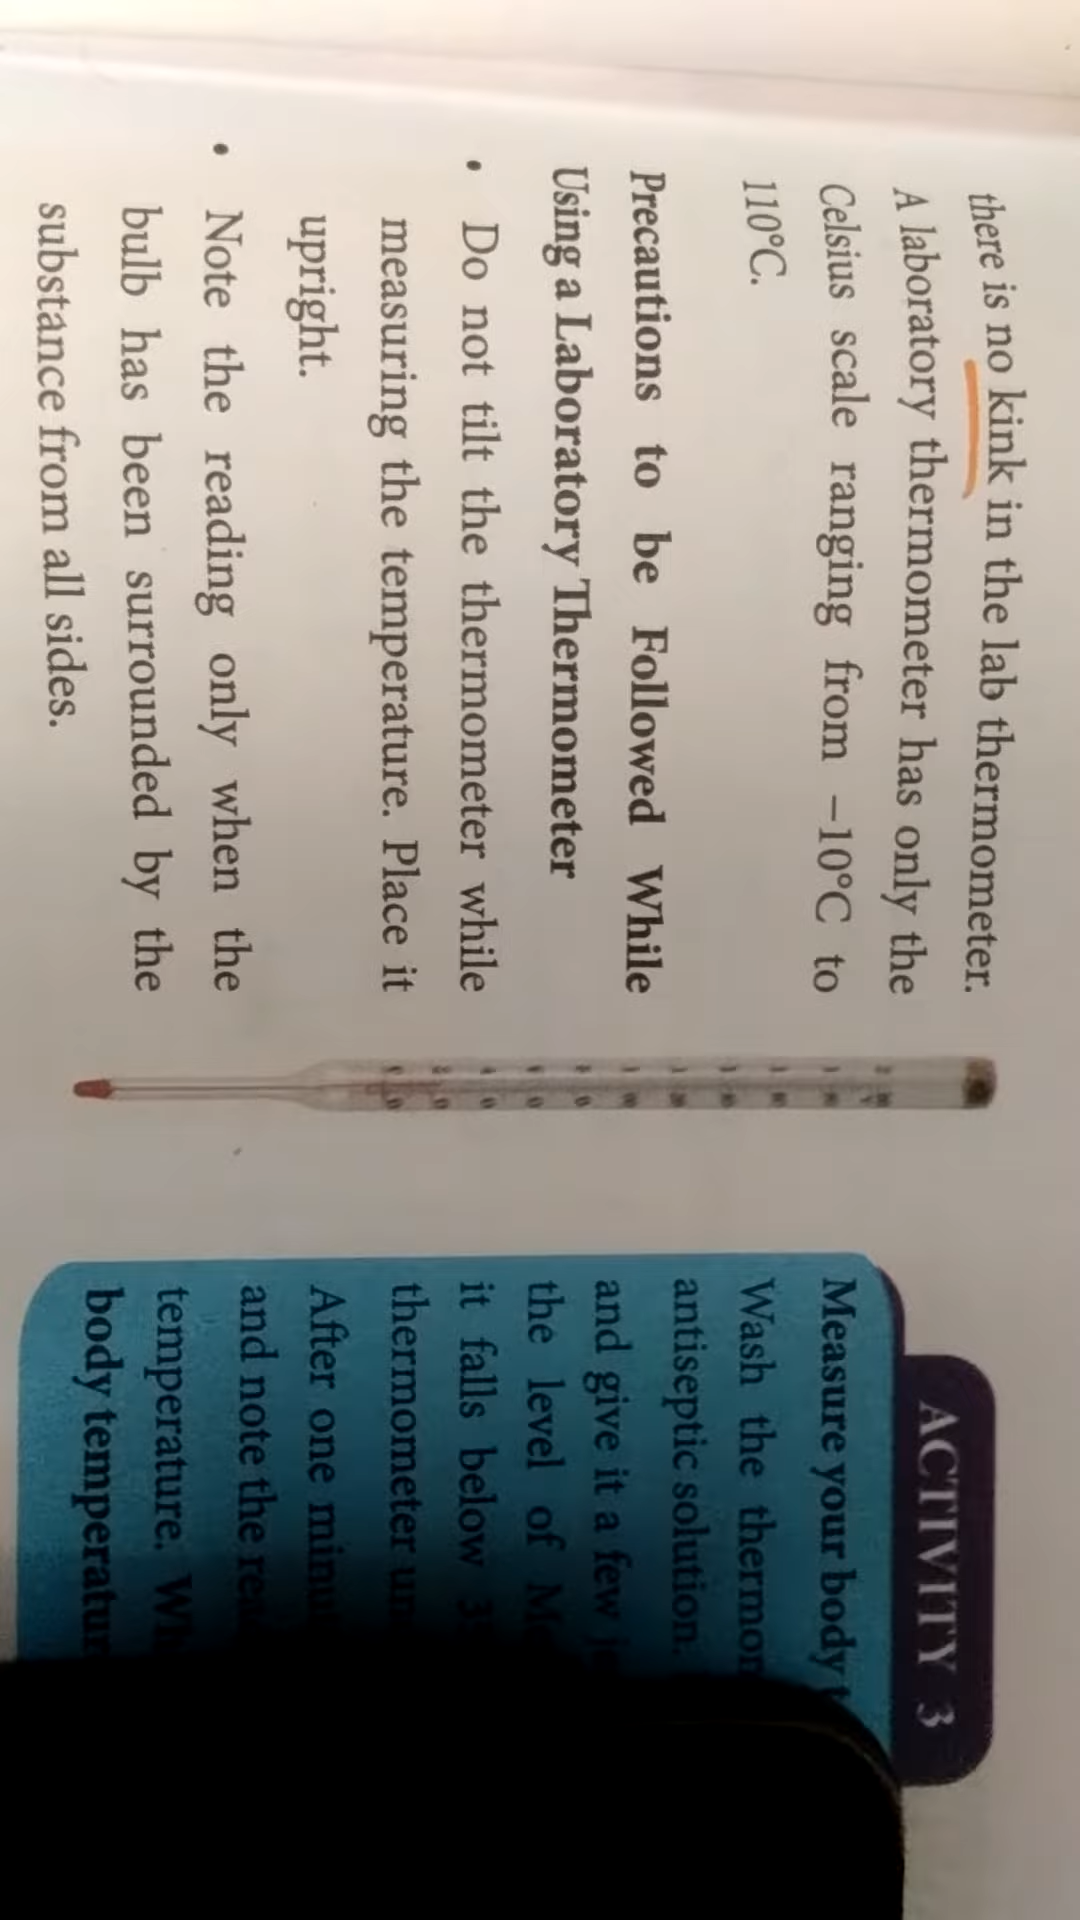 there is no kink in the lab thermometer.
A laboratory thermometer has only the
Celsius scale ranging from −10°C to
110°C.
Precautions to be Followed While
Using a Laboratory Thermometer
• Do not tilt the thermometer while
measuring the temperature. Place it
upright.
• Note the reading only when the
bulb has been surrounded by the
substance from all sides.
ACTIVITY 3
Measure your body
Wash the
antiseptic solution.
and give it a few
the level of
it falls below
thermometer
After one
and note the
temperature.
body